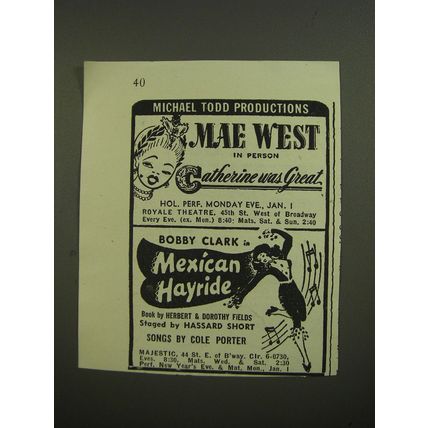 40
MICHAEL TODD PRODUCTIONS
MAE WEST
IN PERSON
Catherine was Great
HOL. PERF. MONDAY EVE., JAN. 1
ROYALE THEATRE, 45th St. West of Broadway
Every Eve. (ex. Mon.) 8:40; Mats. Sat. & Sun. 2:40
BOBBY CLARK in
Mexican
Hayride
Book by HERBERT & DOROTHY FIELDS
Staged by HASSARD SHORT
SONGS BY COLE PORTER
MAJESTIC, 44 St. E. of B'way. CIr. 6-0730,
Eves. 8:30, Mats. Wed. & Sat. 2:30
Perf. New Year's Eve. & Mat. Mon., Jan. 1